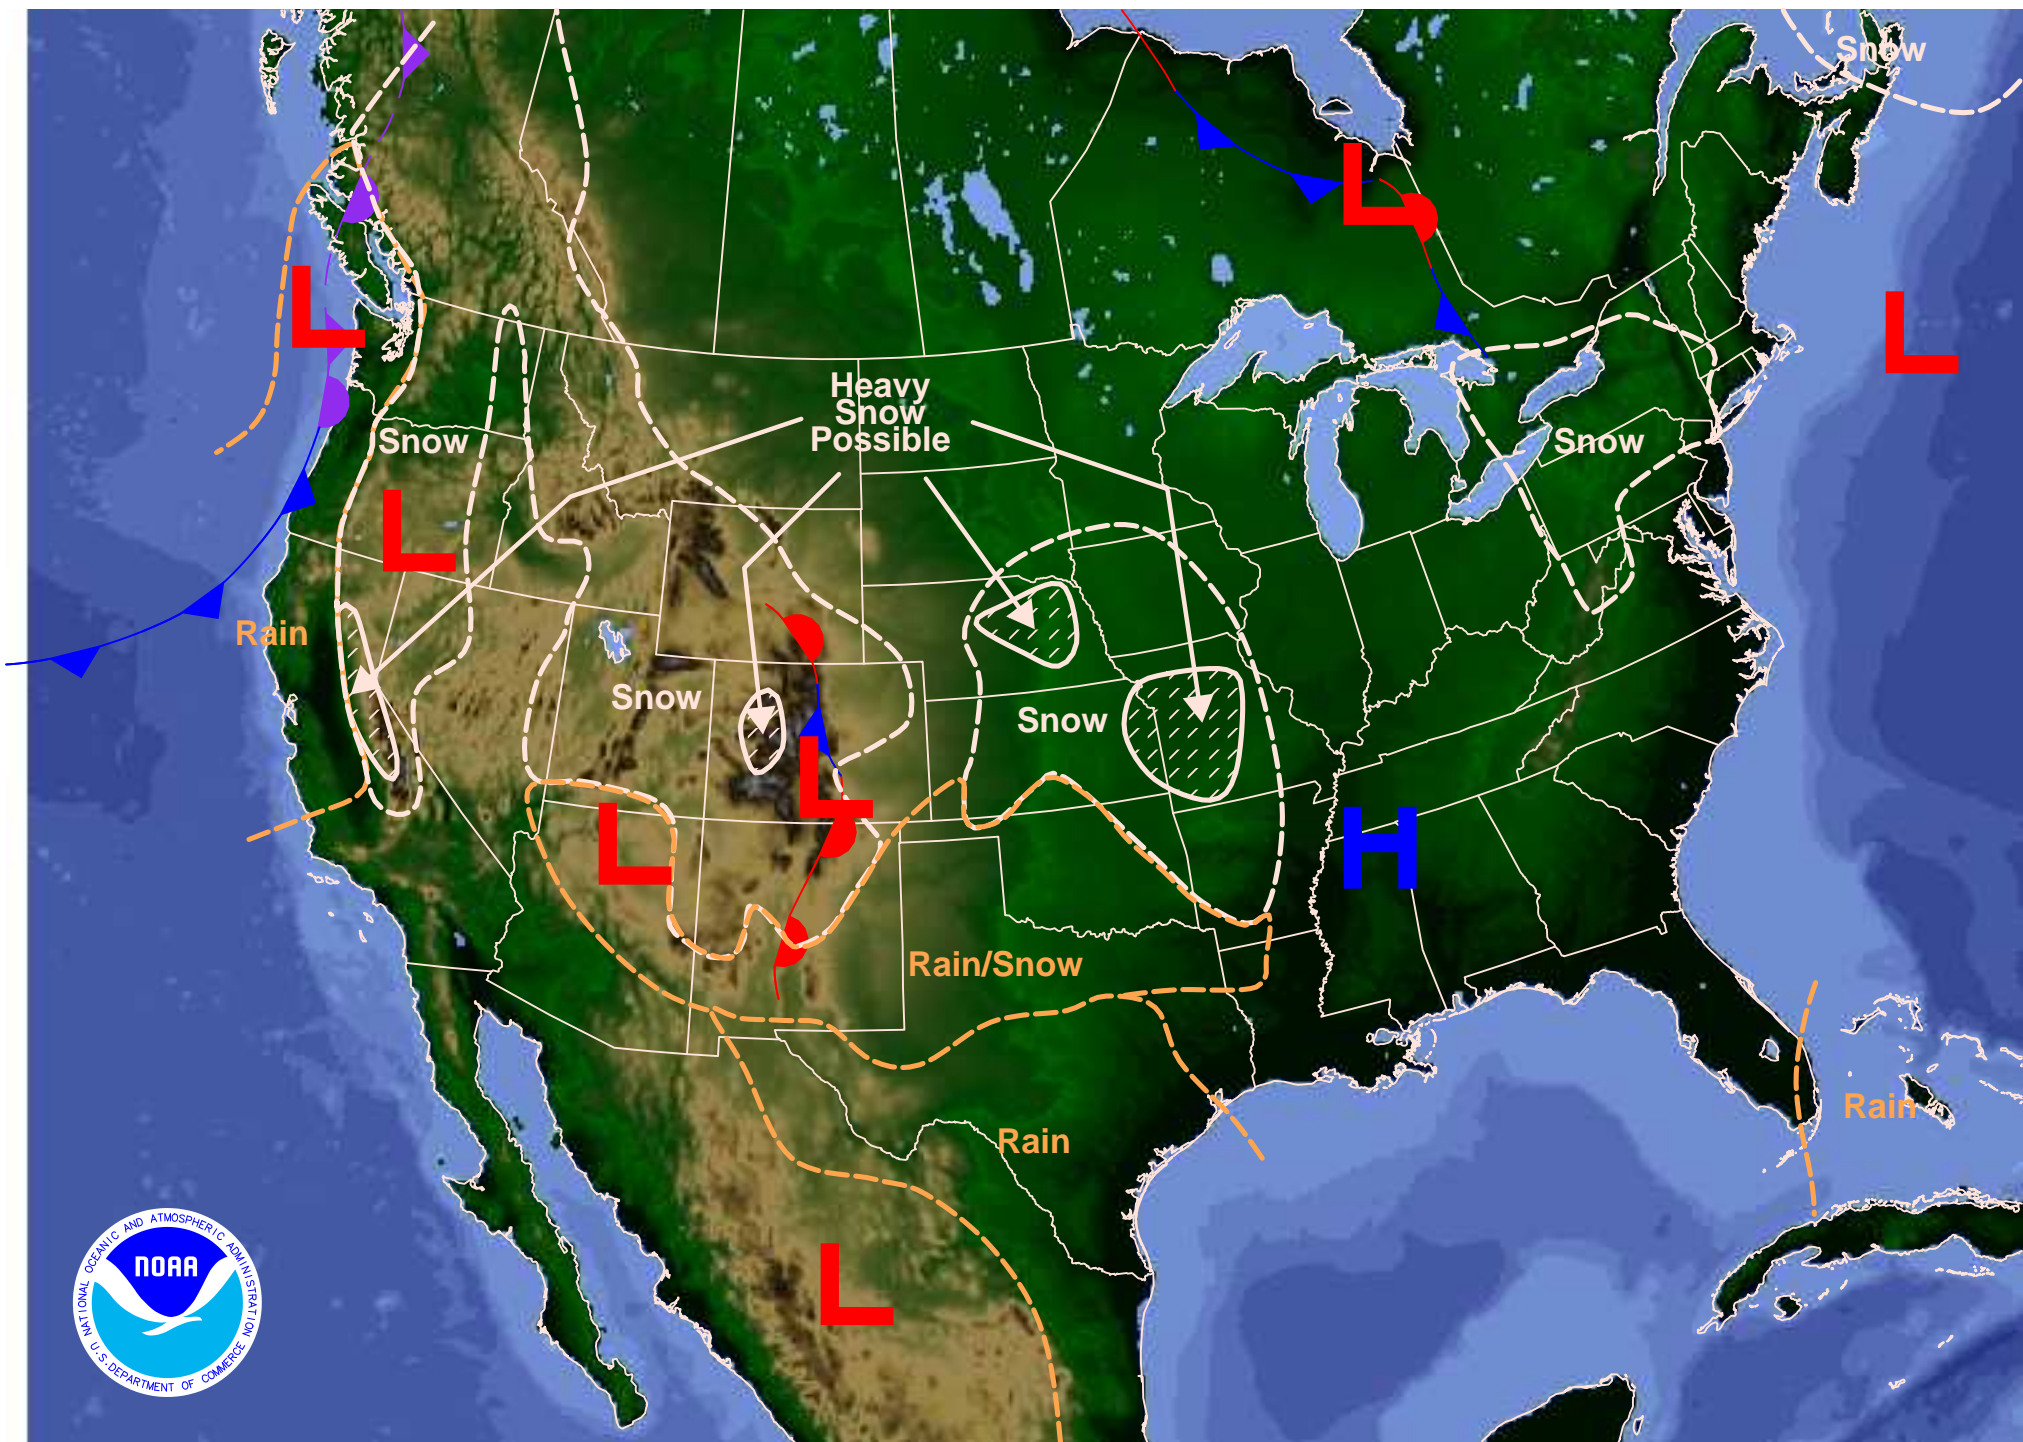 Snow
L
L
L
Heavy
Snow
Possible
Snow
Snow
L
Rain
Snow
Snow
L
L
H
Rain/Snow
Rain
Rain
L
NATIONAL OCEANIC AND ATMOSPHERIC ADMINISTRATION
NOAA
U.S. DEPARTMENT OF COMMERCE